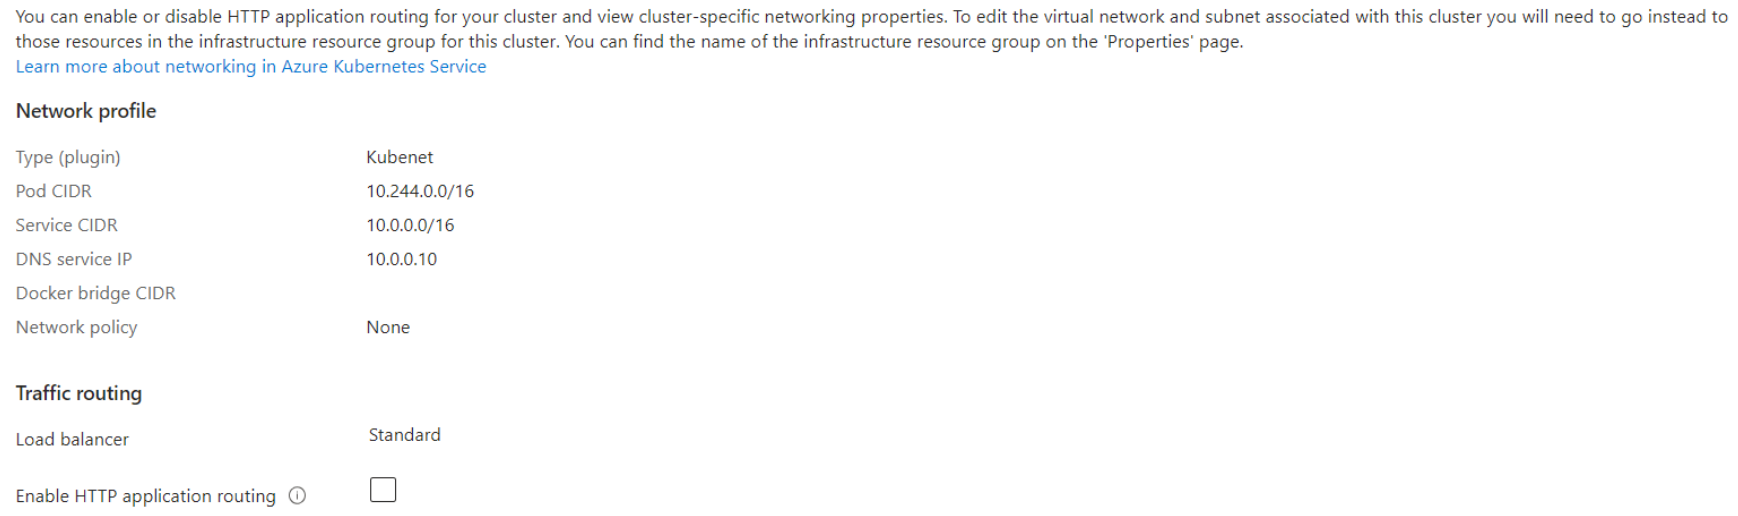 You can enable or disable HTTP application routing for your cluster and view cluster-specific networking properties. To edit the virtual network and subnet associated with this cluster you will need to go instead to
those resources in the infrastructure resource group for this cluster. You can find the name of the infrastructure resource group on the 'Properties' page.
Learn more about networking in Azure Kubernetes Service
Network profile
Type (plugin) Kubenet
Pod CIDR 10.244.0.0/16
Service CIDR 10.0.0.0/16
DNS service IP 10.0.0.10
Docker bridge CIDR
Network policy None
Traffic routing
Load balancer Standard
Enable HTTP application routing